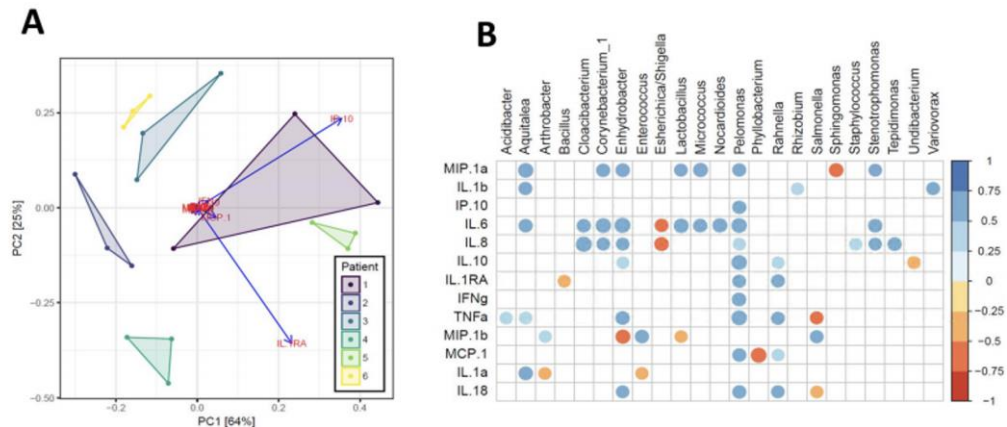 A
B
PC2 [25%]
0.25
0.00
-0.25
-0.50
-0.2
0.0
0.2
0.4
PC1 [64%]
IP.10
IL.1RA
Patient
1
2
3
4
5
6
Acidibacter
Aquitalea
Arthrobacter
Bacillus
Cloacibacterium
Corynebacterium_1
Enhydrobacter
Enterococcus
Esherichica/Shigella
Lactobacillus
Micrococcus
Nocardioides
Pelomonas
Phyllobacterium
Rahnella
Rhizobium
Salmonella
Sphingomonas
Staphylococcus
Stenotrophomonas
Tepidimonas
Undibacterium
Variovorax
MIP.1a
IL.1b
IP.10
IL.6
IL.8
IL.10
IL.1RA
IFNg
TNFa
MIP.1b
MCP.1
IL.1a
IL.18
1
0.75
0.5
0.25
0
-0.25
-0.5
-0.75
-1